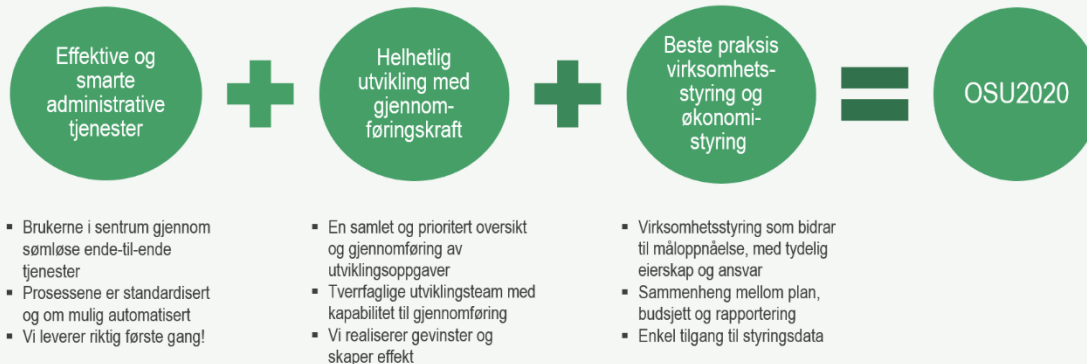 Effektive og
smarte
administrative
tjenester
Helhetlig
utvikling med
gjennom-
føringskraft
Beste praksis
virksomhets-
styring og
økonomi-
styring
OSU2020
▪ Brukerne i sentrum gjennom
sømløse ende-til-ende
tjenester
▪ Prosessene er standardisert
og om mulig automatisert
▪ Vi leverer riktig første gang!
▪ En samlet og prioritert oversikt
og gjennomføring av
utviklingsoppgaver
▪ Tverrfaglige utviklingsteam med
kapabilitet til gjennomføring
▪ Vi realiserer gevinster og
skaper effekt
▪ Virksomhetsstyring som bidrar
til måloppnåelse, med tydelig
eierskap og ansvar
▪ Sammenheng mellom plan,
budsjett og rapportering
▪ Enkel tilgang til styringsdata